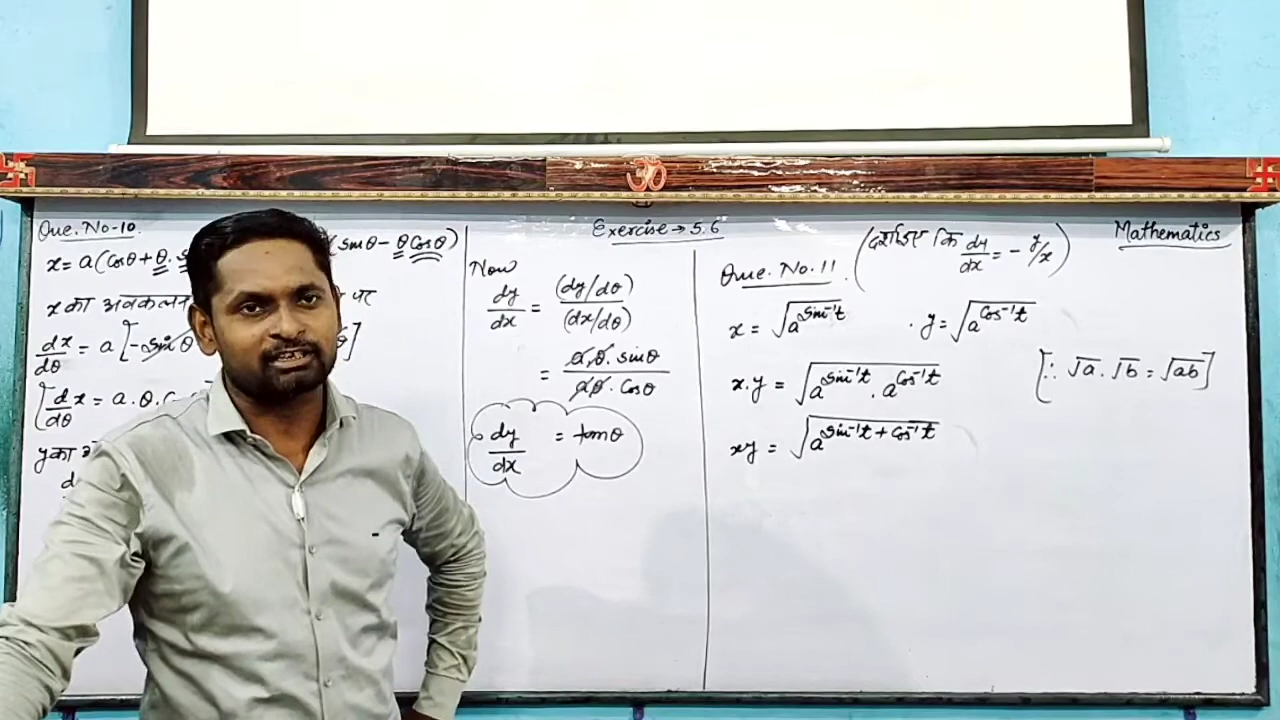 Que. No-10.
x = a(Cosθ + θ. s (sinθ - θ Cosθ)
x का अवकलन पर
dx/dθ = a [-Sinθ θ]
[d/dθ x = a. θ. C
y का
d
Exercise → 5.6
Now
dy/dx = (dy/dθ)/(dx/dθ)
= a.θ. sinθ / aθ. Cosθ
dy/dx = tanθ
Mathematics
Que. No. 11. (दर्शाइए कि dy/dx = - y/x)
x = √a^Sin⁻¹t . y = √a^Cos⁻¹t
x.y = √a^Sin⁻¹t . a^Cos⁻¹t [∵ √a . √b = √ab]
xy = √a^Sin⁻¹t + Cos⁻¹t